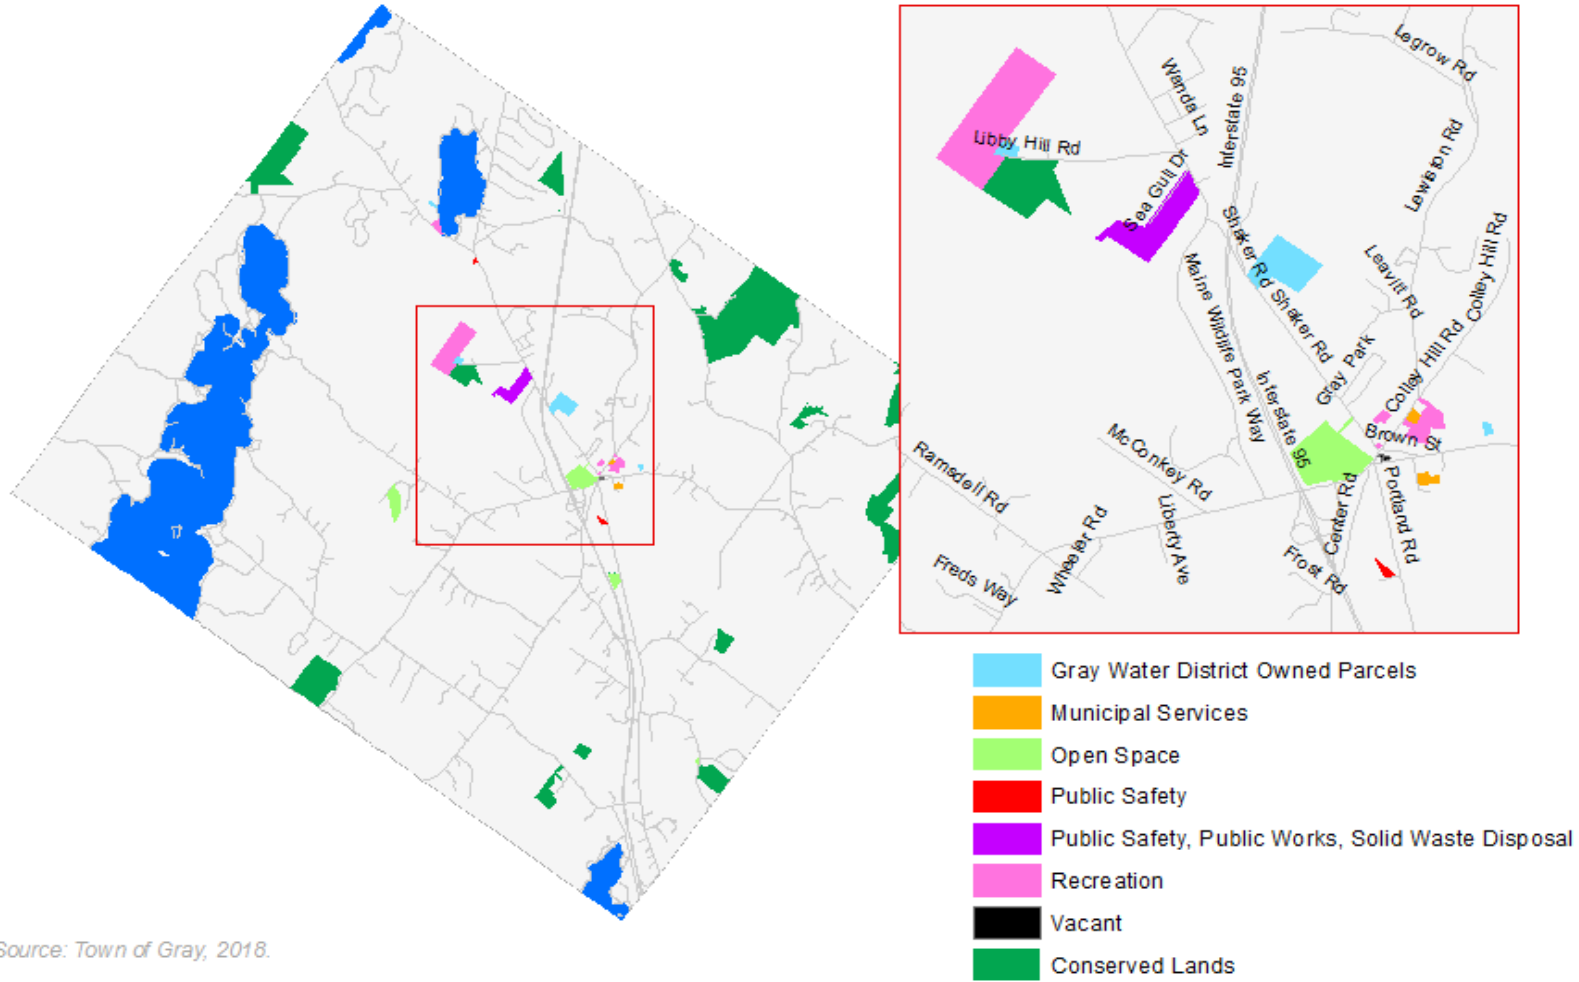 Legrow Rd
Wanda Ln
Interstate 95
Libby Hill Rd
Lewiston Rd
Sea Gull Dr
Shaker Rd
Shaker Rd
Colley Hill Rd
Leavitt Rd
Maine Wildlife Park Way
Gray Park
Colley Hill Rd
Interstate 95
Brown St
McConkey Rd
Ramsdell Rd
Portland Rd
Center Rd
Liberty Ave
Wheeler Rd
Frost Rd
Freds Way
Gray Water District Owned Parcels
Municipal Services
Open Space
Public Safety
Public Safety, Public Works, Solid Waste Disposal
Recreation
Vacant
Conserved Lands
Source: Town of Gray, 2018.